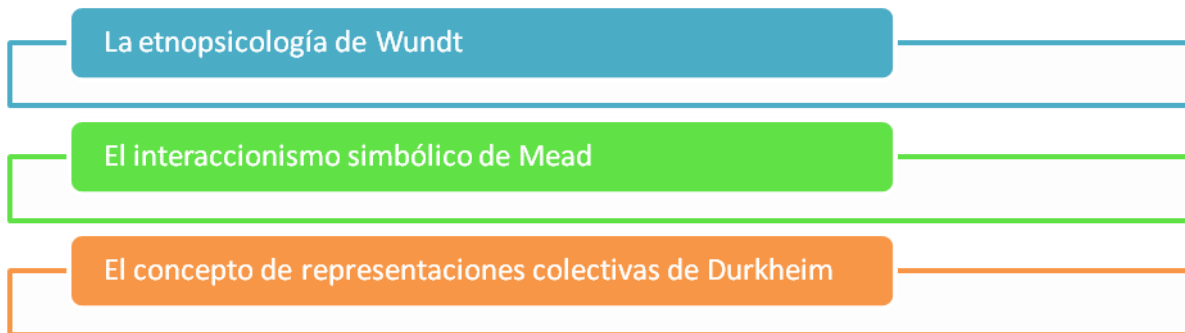 La etnopsicología de Wundt
El interaccionismo simbólico de Mead
El concepto de representaciones colectivas de Durkheim